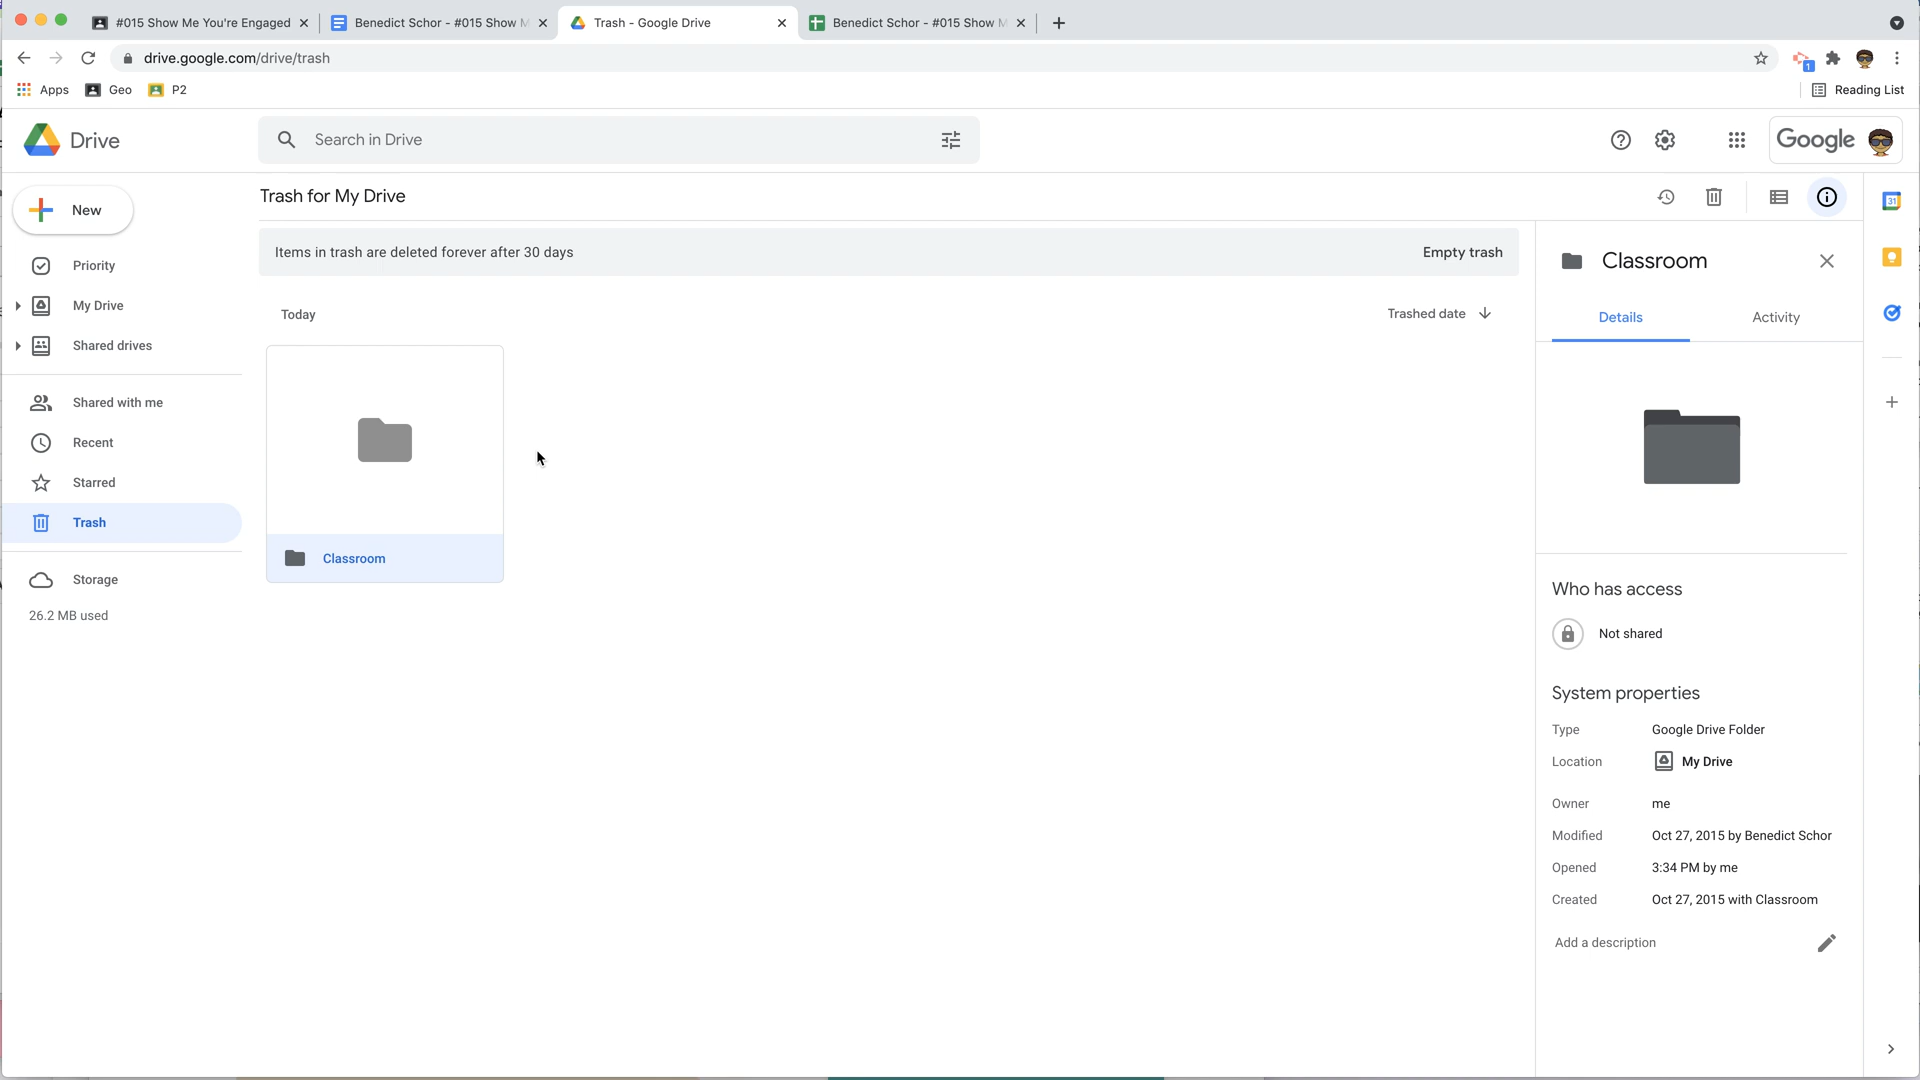 #015 Show Me You're Engaged
Benedict Schor - #015 Show M
Trash - Google Drive
Benedict Schor - #015 Show M
drive.google.com/drive/trash
1
Apps
Geo
P2
Reading List
Drive
Search in Drive
Google
New
Trash for My Drive
31
Priority
My Drive
Shared drives
Shared with me
Recent
Starred
Trash
Storage
26.2 MB used
Items in trash are deleted forever after 30 days
Empty trash
Today
Trashed date
Classroom
Classroom
Details
Activity
Who has access
Not shared
System properties
Type
Google Drive Folder
Location
My Drive
Owner
me
Modified
Oct 27, 2015 by Benedict Schor
Opened
3:34 PM by me
Created
Oct 27, 2015 with Classroom
Add a description